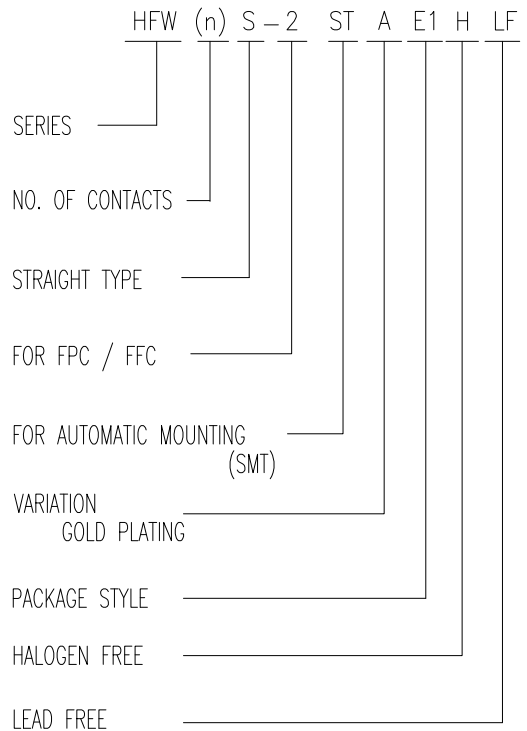 HFW (n) S - 2 ST A E1 H LF
SERIES
NO. OF CONTACTS
STRAIGHT TYPE
FOR FPC / FFC
FOR AUTOMATIC MOUNTING
(SMT)
VARIATION
GOLD PLATING
PACKAGE STYLE
HALOGEN FREE
LEAD FREE